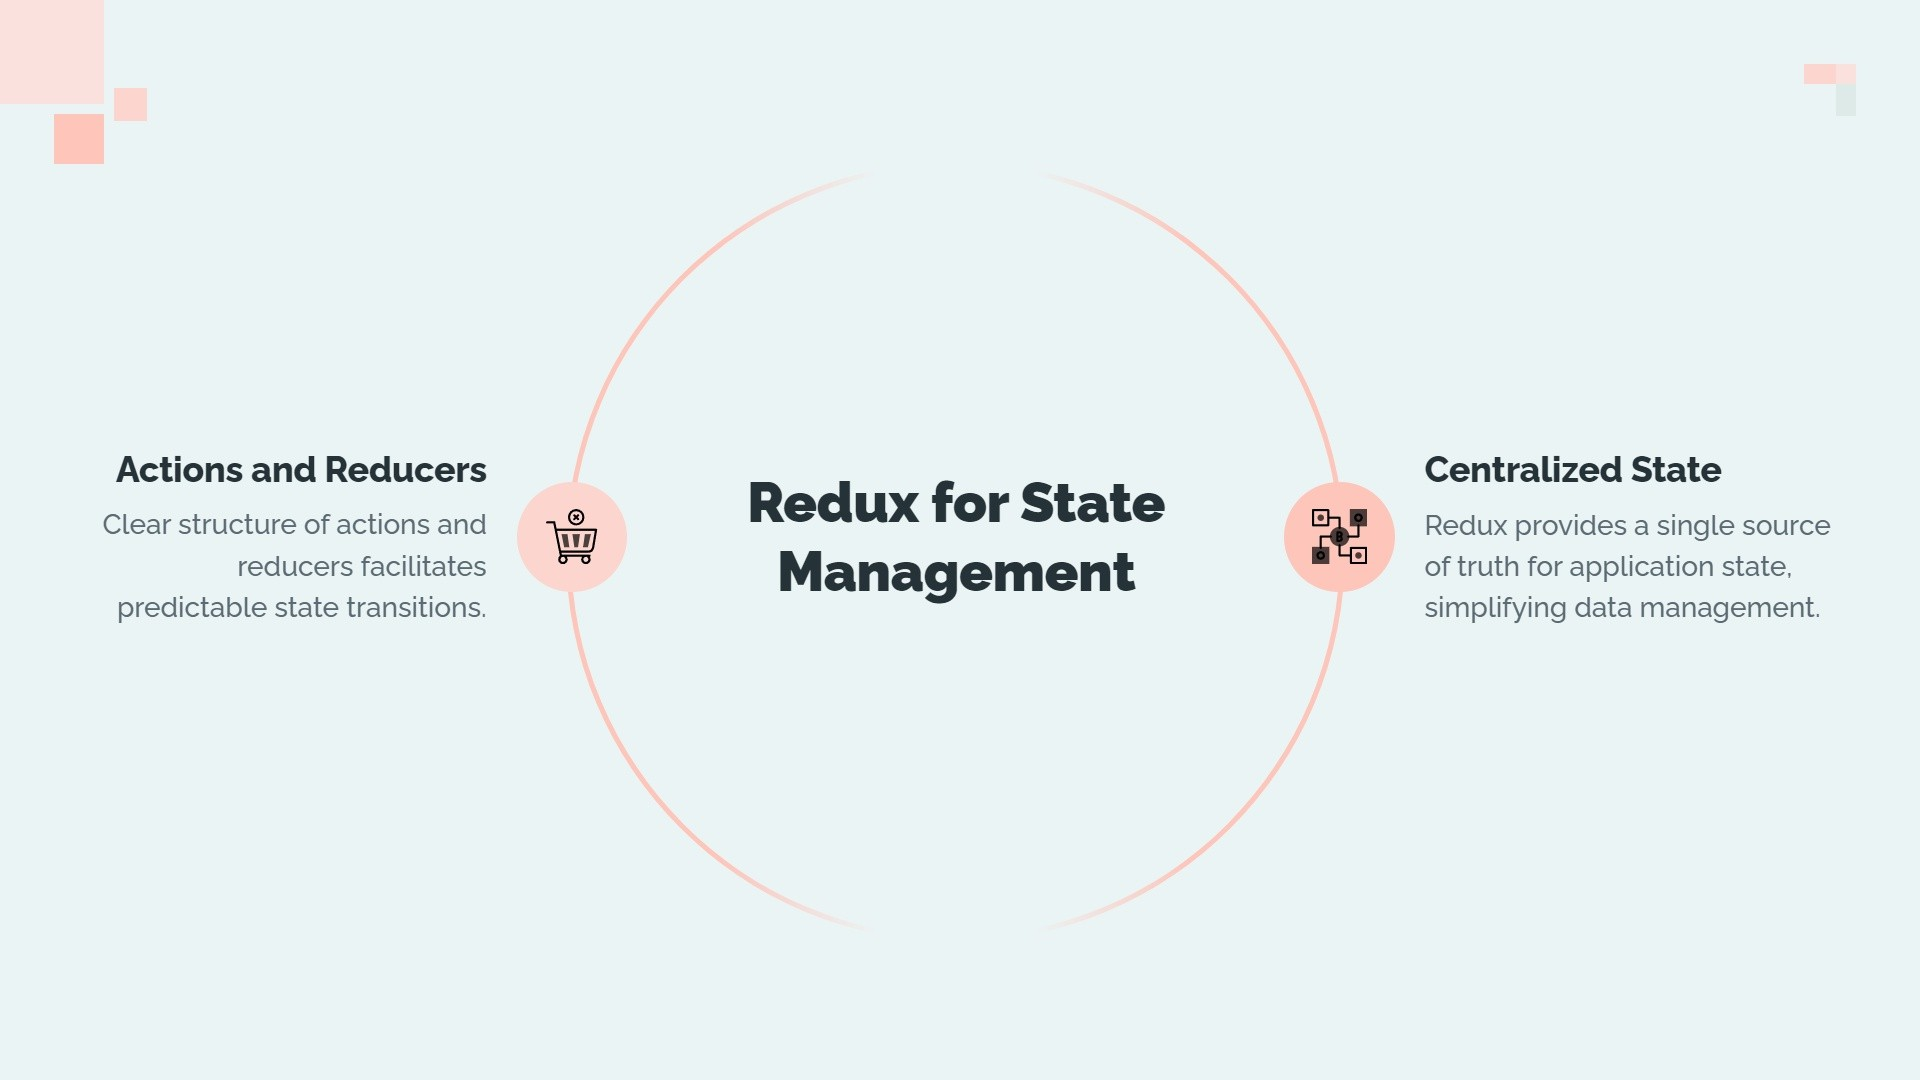 Redux for State
Management
Actions and Reducers
Clear structure of actions and
reducers facilitates
predictable state transitions.
Centralized State
Redux provides a single source
of truth for application state,
simplifying data management.